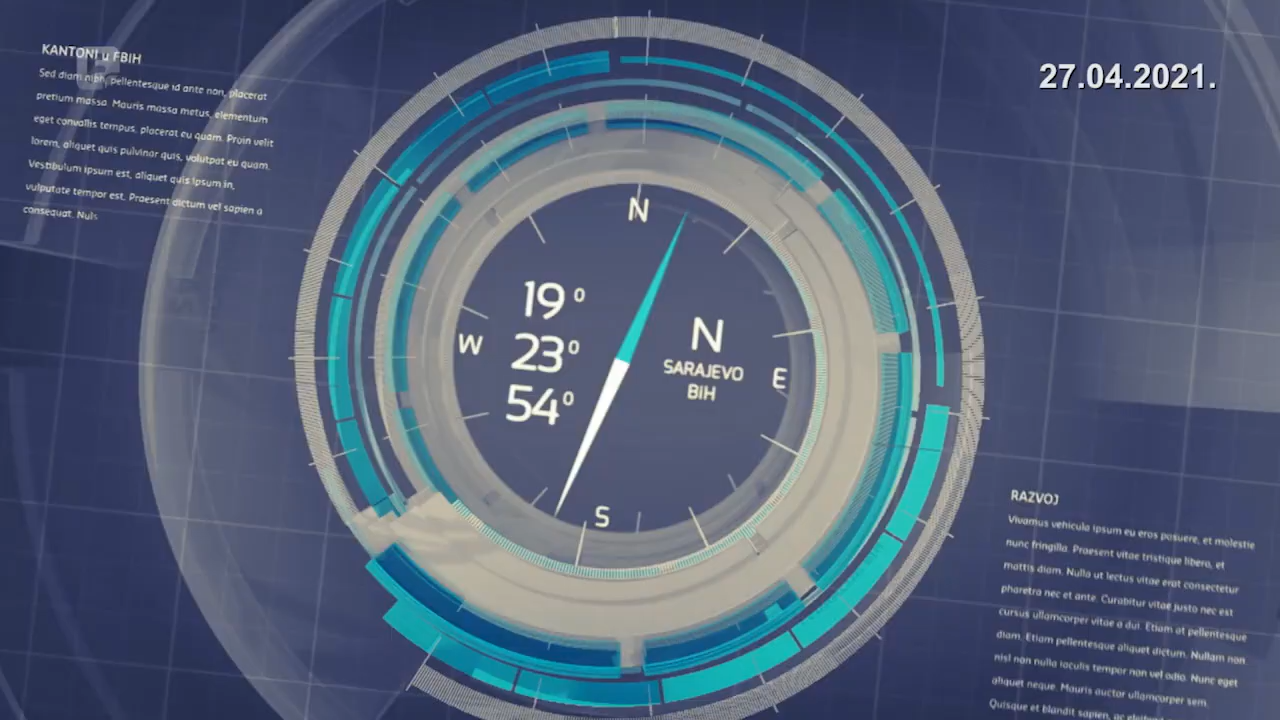 KANTONI u FBIH
Sed diam nibh, pellentesque id ante non, placerat
pretium massa. Mauris massa metus, elementum
eget convallis tempus, placerat eu quam. Proin velit
lorem, aliquet quis pulvinar quis, volutpat eu quam.
Vestibulum ipsum est, aliquet quis ipsum in,
vulputate tempor est. Praesent dictum vel sapien a
consequat. Nuls
27.04.2021.
N
19°
23°
54°
W
N
SARAJEVO
BIH
E
S
RAZVOJ
Vivamus vehicula ipsum eu eros posuere, et molestie
nunc fringilla. Praesent vitae tristique libero, et
mattis diam. Nulla ut lectus vitae erat consectetur
pharetra nec et ante. Curabitur vitae justo nec est
cursus ullamcorper vitae a dui. Etiam at pellentesque
diam. Etiam pellentesque aliquet dictum. Nullam non
nisl non nulla iaculis tempor non vel odio. Nunc eget
aliquet neque. Mauris auctor ullamcorper sem.
Quisque et blandit sapien, ac